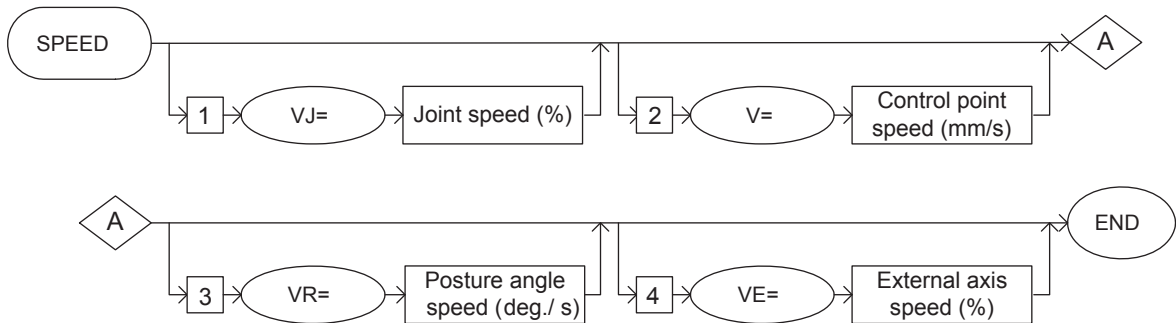 SPEED
A
1
VJ=
Joint speed (%)
2
V=
Control point
speed (mm/s)
A
END
3
VR=
Posture angle
speed (deg./ s)
4
VE=
External axis
speed (%)